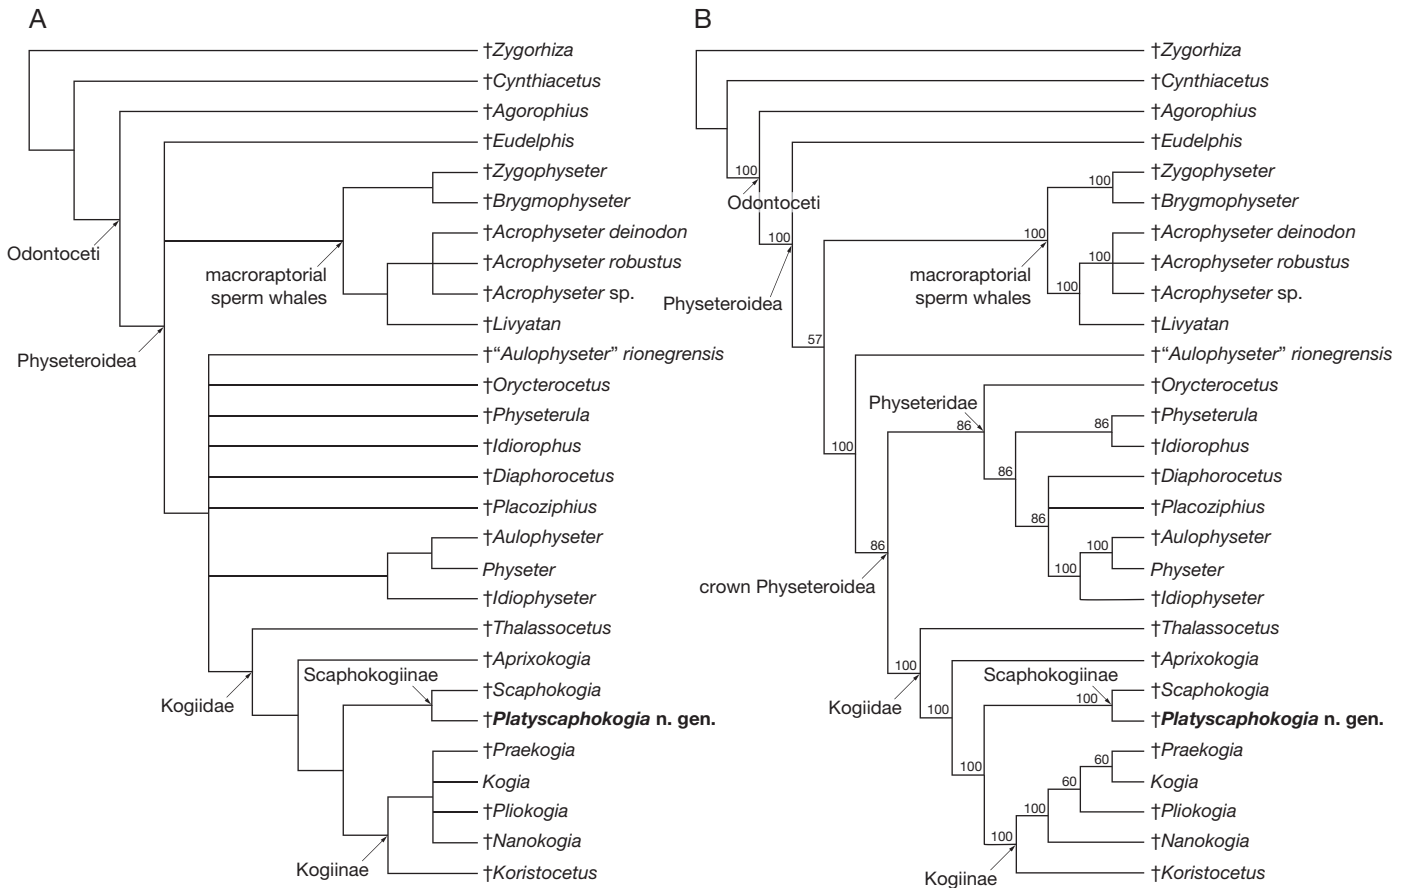 A
†Zygorhiza
†Cynthiacetus
†Agorophius
†Eudelphis
†Zygophyseter
†Brygmophyseter
†Acrophyseter deinodon
†Acrophyseter robustus
†Acrophyseter sp.
†Livyatan
†“Aulophyseter” rionegrensis
†Orycterocetus
†Physeterula
†Idiorophus
†Diaphorocetus
†Placoziphius
†Aulophyseter
Physeter
†Idiophyseter
†Thalassocetus
†Aprixokogia
†Scaphokogia
†Platyscaphokogia n. gen.
†Praekogia
Kogia
†Pliokogia
†Nanokogia
†Koristocetus
Odontoceti
macroraptorial
sperm whales
Physeteroidea
Scaphokogiinae
Kogiidae
Kogiinae
B
†Zygorhiza
†Cynthiacetus
†Agorophius
†Eudelphis
†Zygophyseter
†Brygmophyseter
†Acrophyseter deinodon
†Acrophyseter robustus
†Acrophyseter sp.
†Livyatan
†“Aulophyseter” rionegrensis
†Orycterocetus
†Physeterula
†Idiorophus
†Diaphorocetus
†Placoziphius
†Aulophyseter
Physeter
†Idiophyseter
†Thalassocetus
†Aprixokogia
†Scaphokogia
†Platyscaphokogia n. gen.
†Praekogia
Kogia
†Pliokogia
†Nanokogia
†Koristocetus
100
Odontoceti
100
100
100
macroraptorial
sperm whales
100
100
Physeteroidea
57
Physeteridae
86
86
100
86
86
100
86
100
crown Physeteroidea
100
Scaphokogiinae
100
Kogiidae
100
100
60
60
100
100
Kogiinae